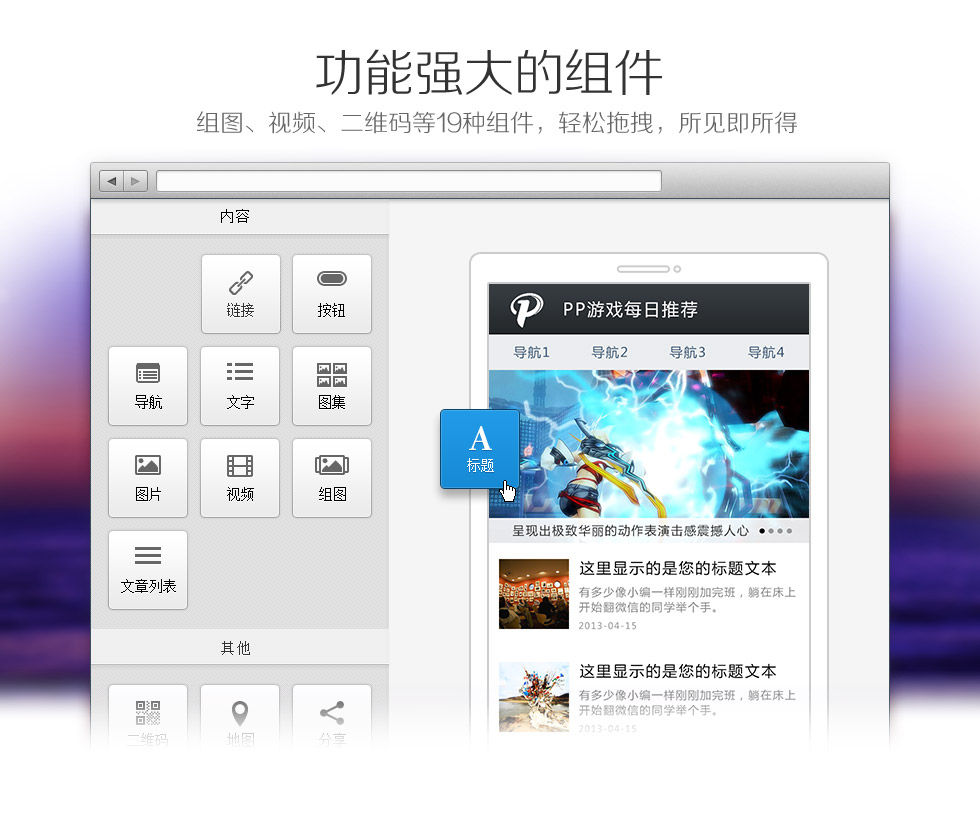 功能强大的组件
组图、视频、二维码等19种组件，轻松拖拽，所见即所得
内容
链接
按钮
导航
文字
图集
图片
视频
组图
文章列表
其他
二维码
地图
分享
PP游戏每日推荐
导航1
导航2
导航3
导航4
A
标题
呈现出极致华丽的动作表演击感震撼人心
这里显示的是您的标题文本
有多少像小编一样刚刚加完班，躺在床上
开始翻微信的同学举个手。
2013-04-15
这里显示的是您的标题文本
有多少像小编一样刚刚加完班，躺在床上
开始翻微信的同学举个手。
2013-04-15